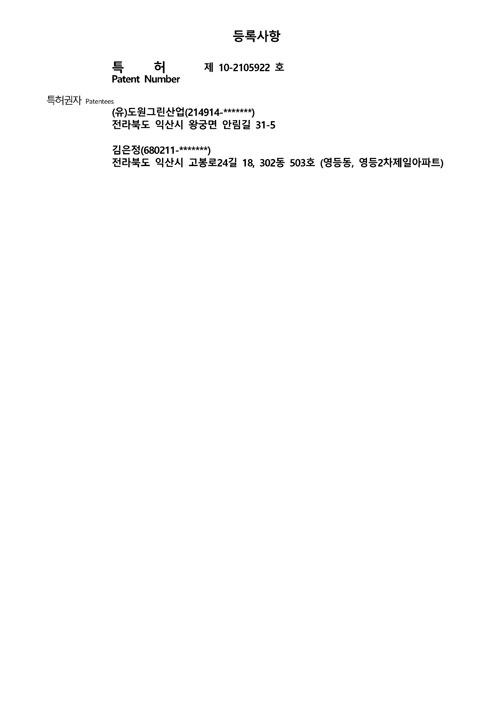 등록사항
특 허 제 10-2105922 호
Patent Number
특허권자 Patentees
(유)도원그린산업(214914-*******)
전라북도 익산시 왕궁면 안림길 31-5
김은정(680211-*******)
전라북도 익산시 고봉로24길 18, 302동 503호 (영등동, 영등2차제일아파트)